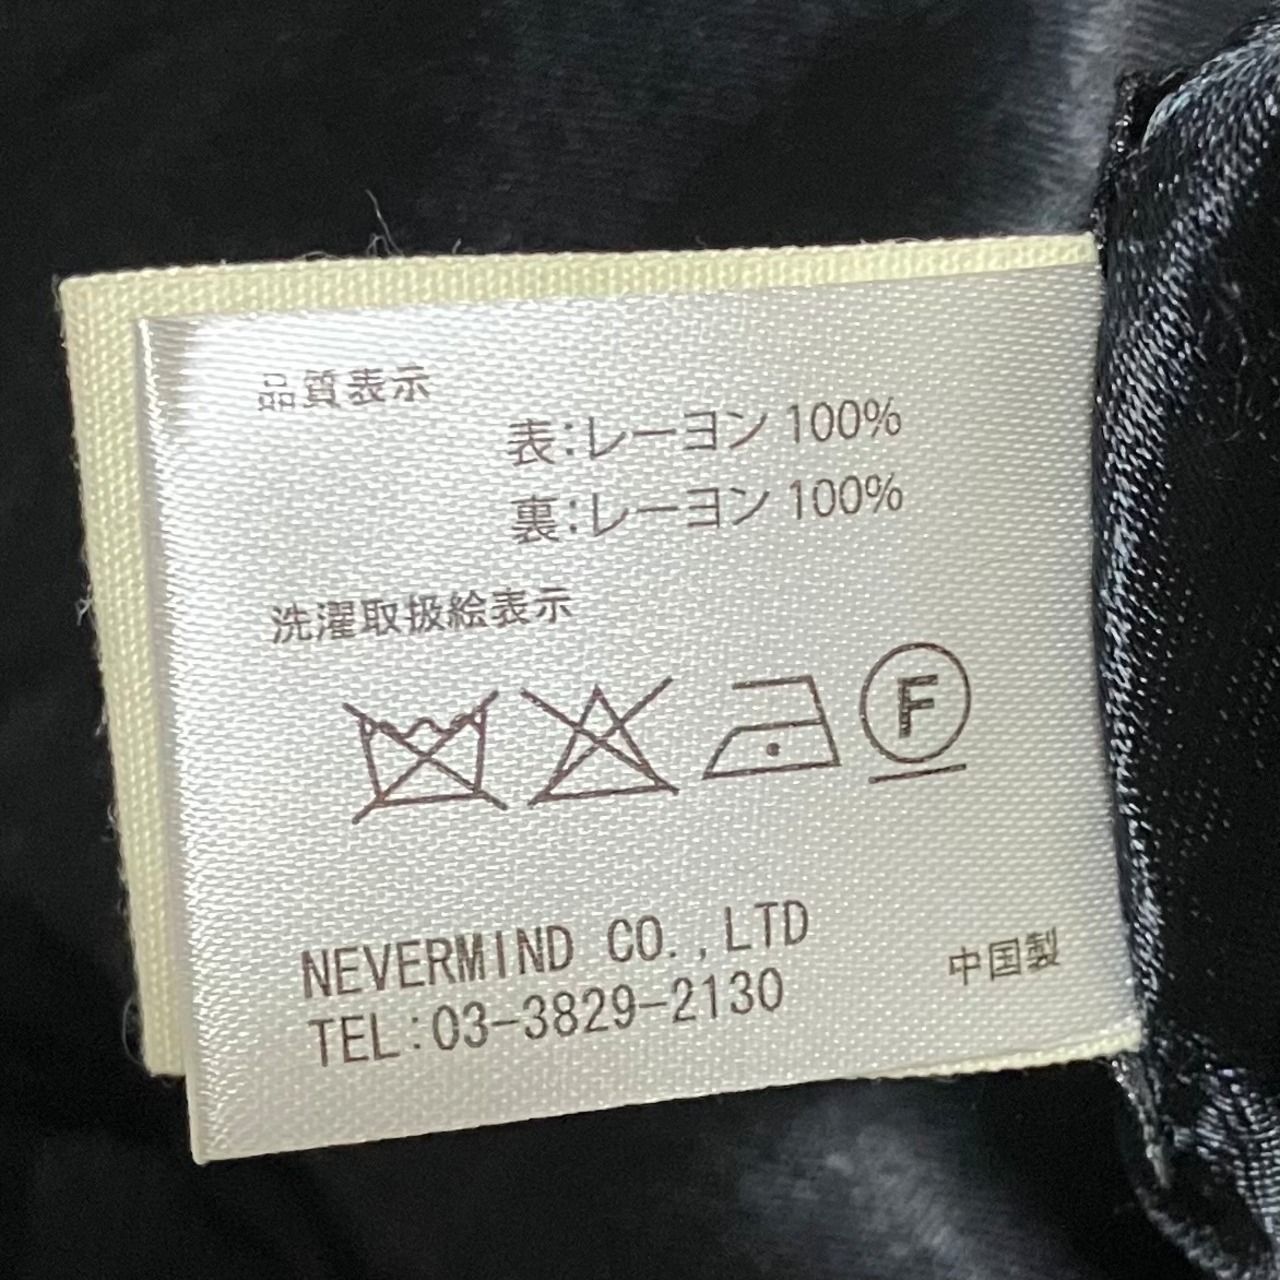 品質表示
表:レーヨン 100%
裏:レーヨン 100%
洗濯取扱絵表示
F
NEVERMIND CO.,LTD
TEL:03-3829-2130
中国製